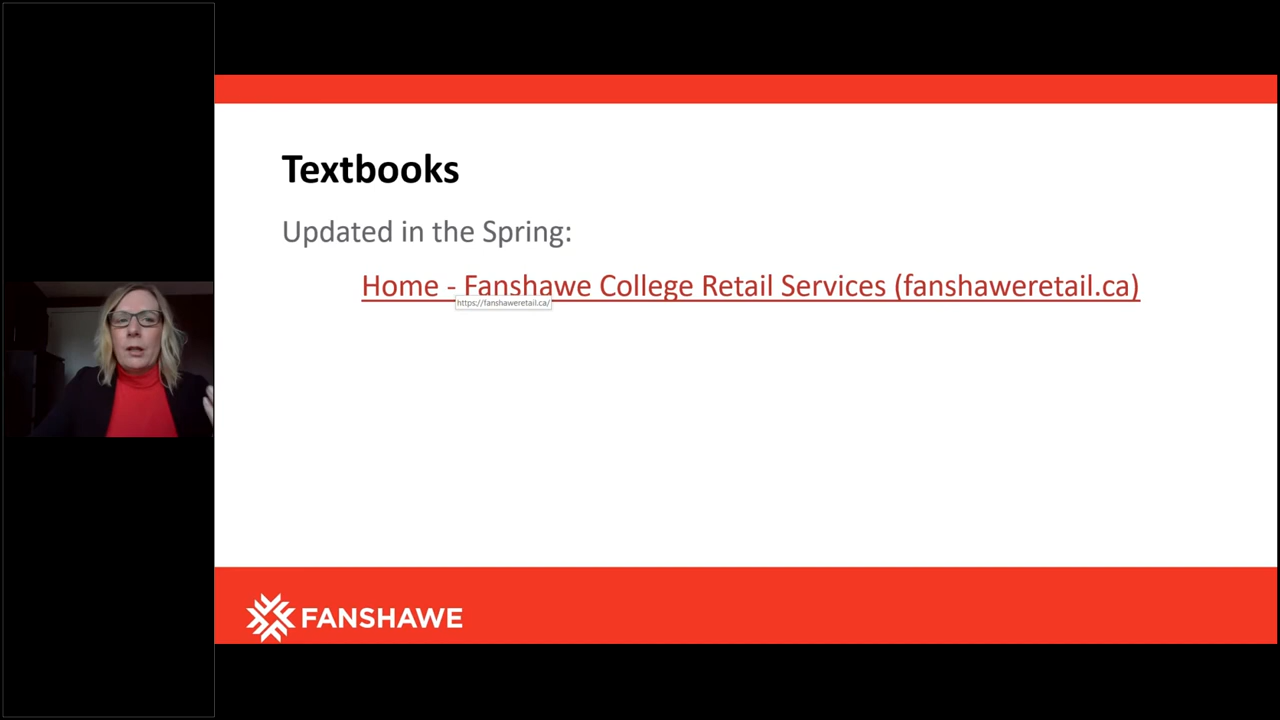 Textbooks
Updated in the Spring:
Home - Fanshawe College Retail Services (fanshaweretail.ca)
https://fanshaweretail.ca/
FANSHAWE